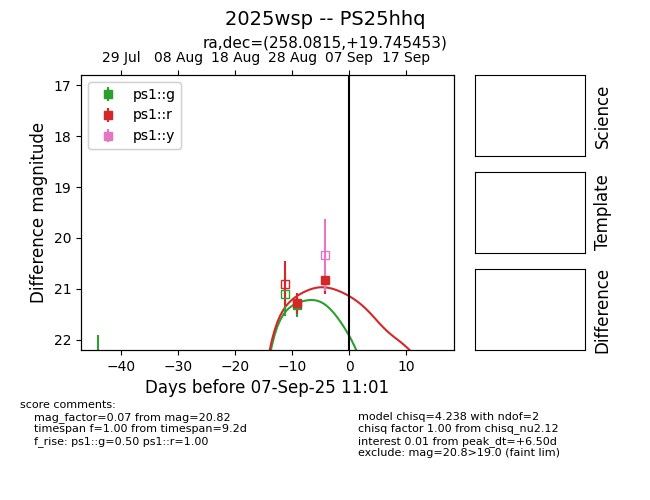 2025wsp -- PS25hhq
ra,dec=(258.0815,+19.745453)
29 Jul 08 Aug 18 Aug 28 Aug 07 Sep 17 Sep
17
18
19
20
21
22
Difference magnitude
ps1::g
ps1::r
ps1::y
−40 −30 −20 −10 0 10
Days before 07-Sep-25 11:01
Science
Template
Difference
score comments:
mag_factor=0.07 from mag=20.82
timespan f=1.00 from timespan=9.2d
f_rise: ps1::g=0.50 ps1::r=1.00
model chisq=4.238 with ndof=2
chisq factor 1.00 from chisq_nu2.12
interest 0.01 from peak_dt=+6.50d
exclude: mag=20.8>19.0 (faint lim)